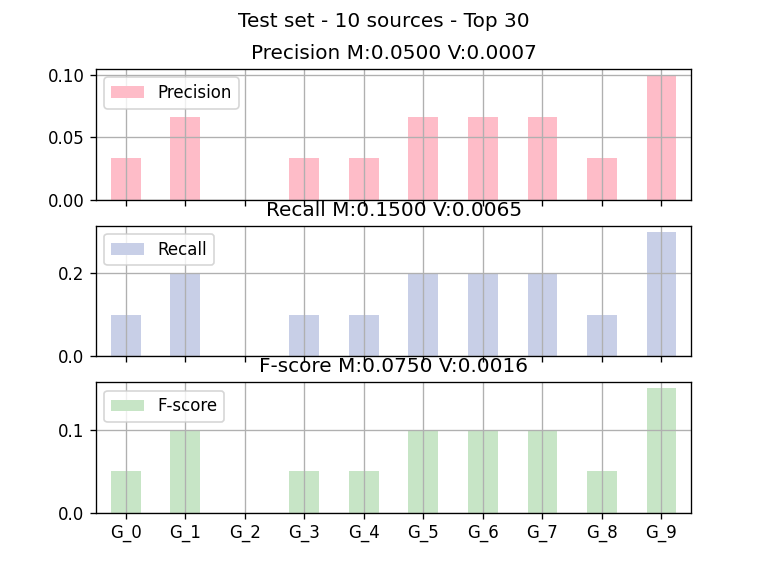 Test set - 10 sources - Top 30
Precision M:0.0500 V:0.0007
0.10
0.05
0.00
Precision
Recall M:0.1500 V:0.0065
0.2
0.0
Recall
F-score M:0.0750 V:0.0016
0.1
0.0
F-score
G_0 G_1 G_2 G_3 G_4 G_5 G_6 G_7 G_8 G_9